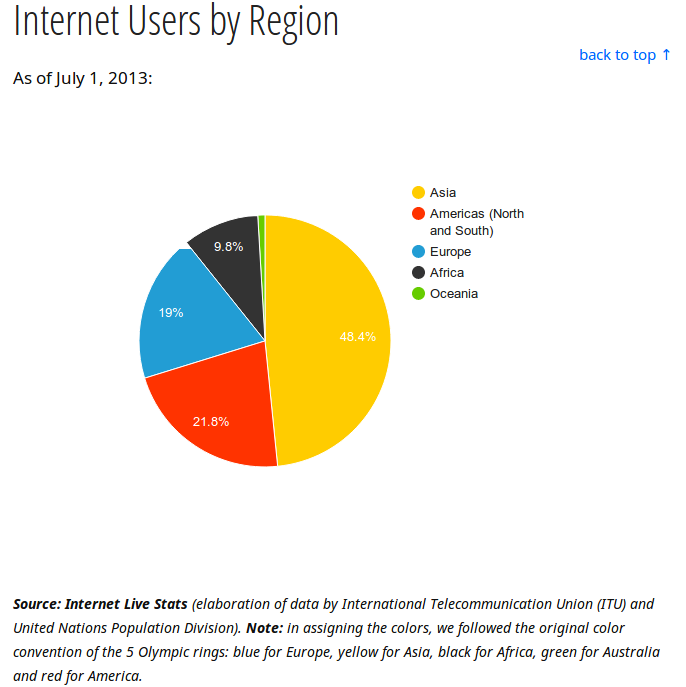 Internet Users by Region
back to top ↑
As of July 1, 2013:
Asia
Americas (North
and South)
Europe
Africa
Oceania
9.8%
19%
48.4%
21.8%
Source: Internet Live Stats (elaboration of data by International Telecommunication Union (ITU) and
United Nations Population Division). Note: in assigning the colors, we followed the original color
convention of the 5 Olympic rings: blue for Europe, yellow for Asia, black for Africa, green for Australia
and red for America.